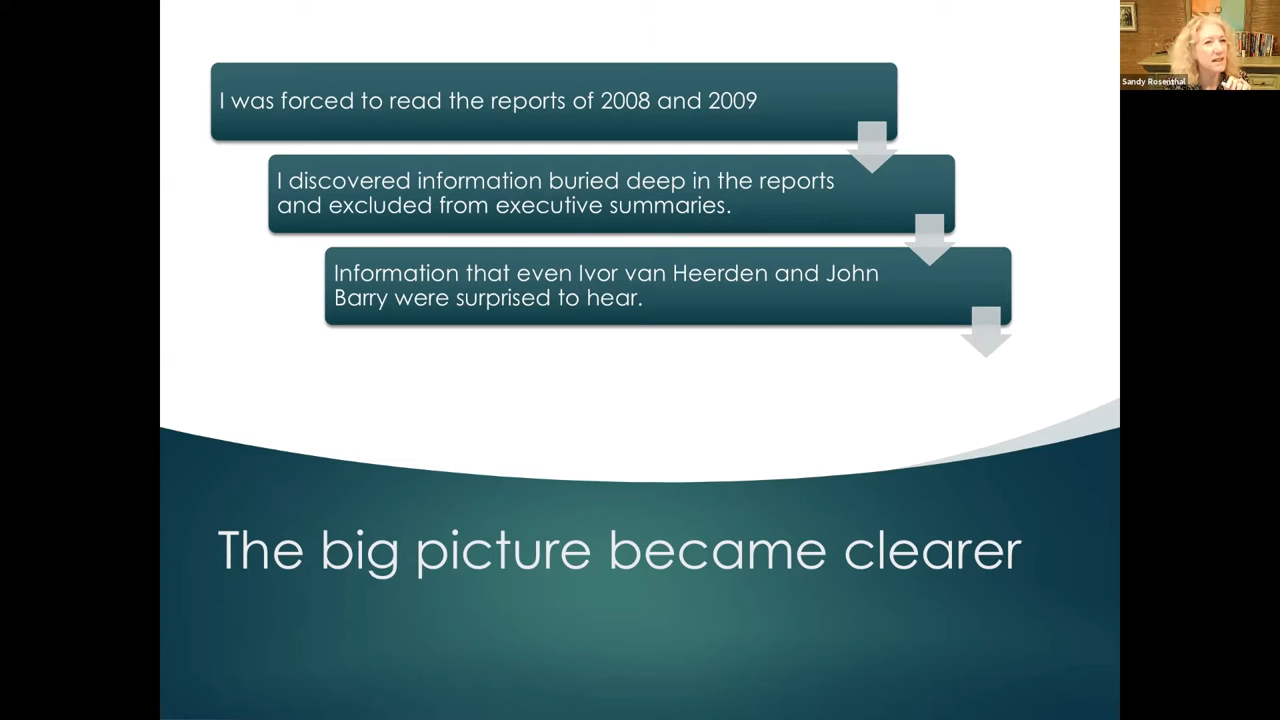 Sandy Rosenthal
I was forced to read the reports of 2008 and 2009
I discovered information buried deep in the reports
and excluded from executive summaries.
Information that even Ivor van Heerden and John
Barry were surprised to hear.
The big picture became clearer